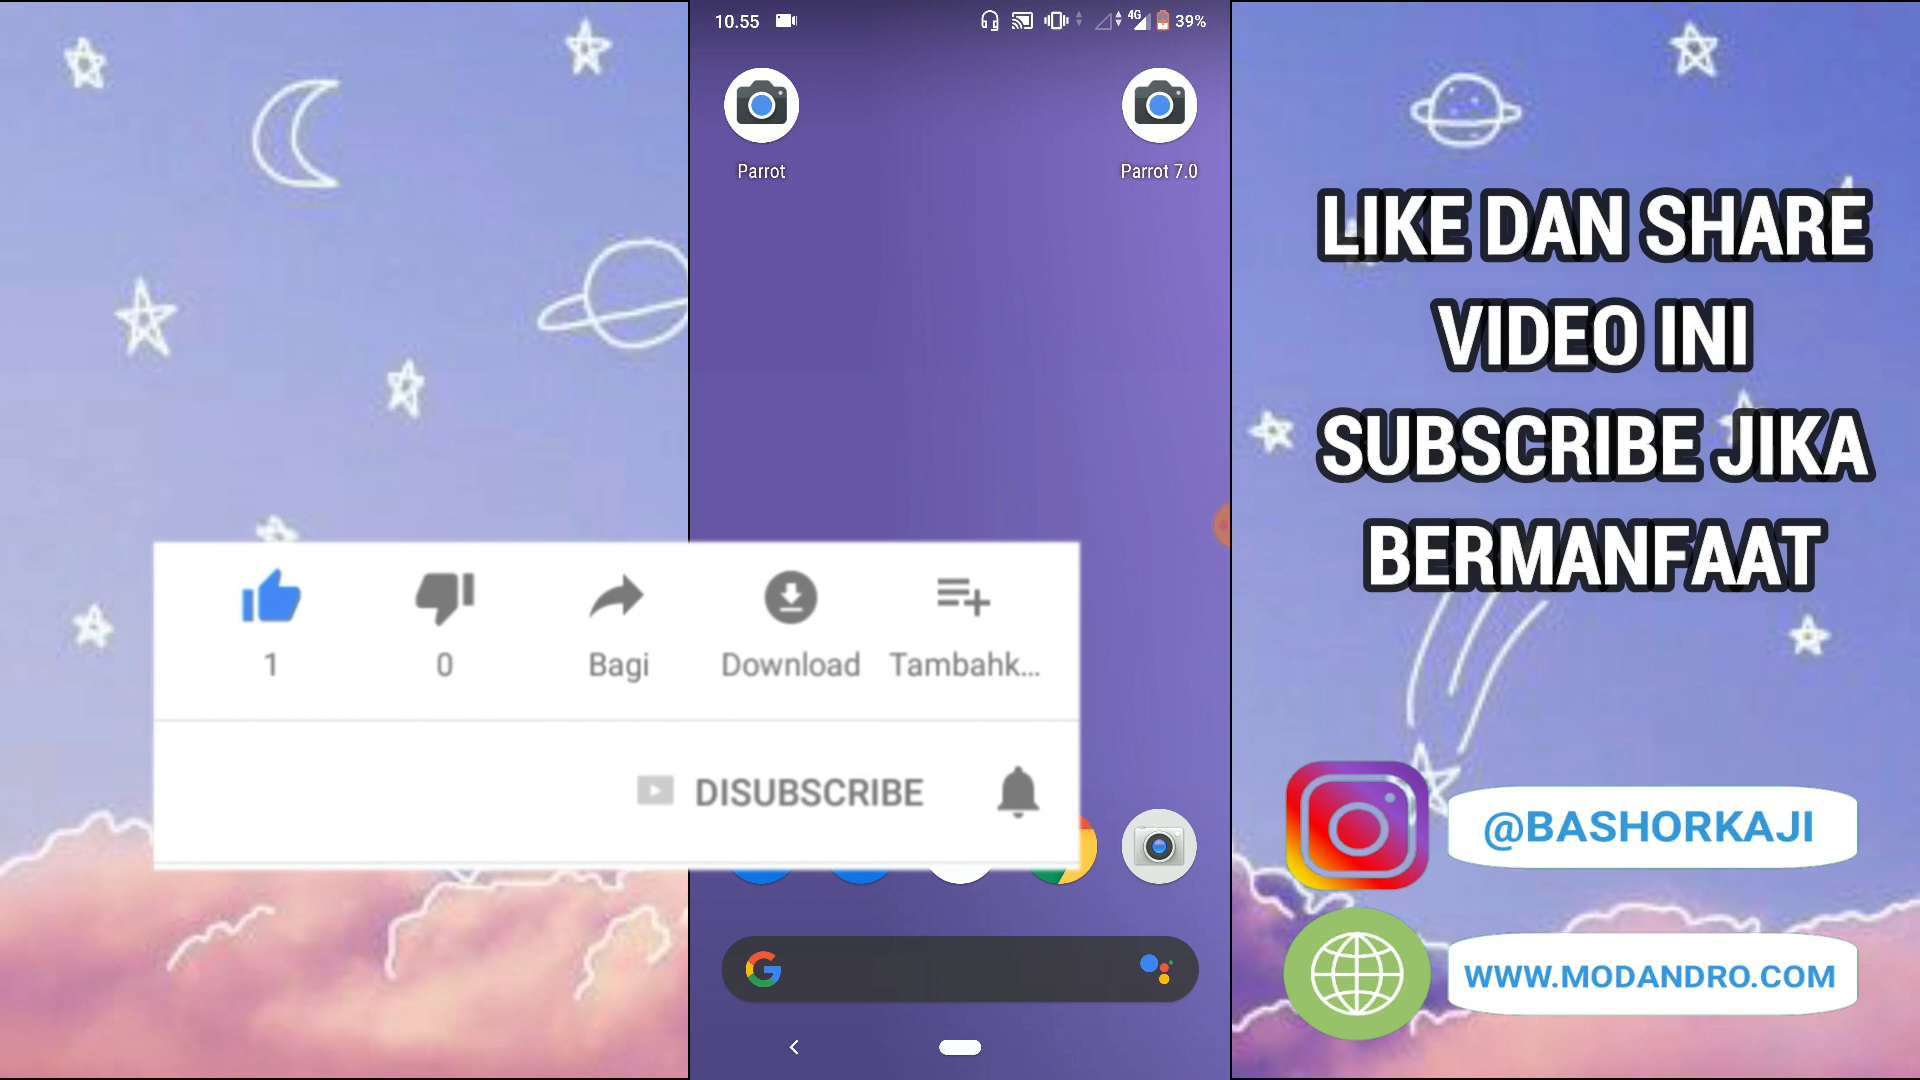 10.55
4G
39%
Parrot
Parrot 7.0
LIKE DAN SHARE
VIDEO INI
SUBSCRIBE JIKA
BERMANFAAT
1
0
Bagi
Download
Tambahk...
DISUBSCRIBE
@BASHORKAJI
WWW.MODANDRO.COM